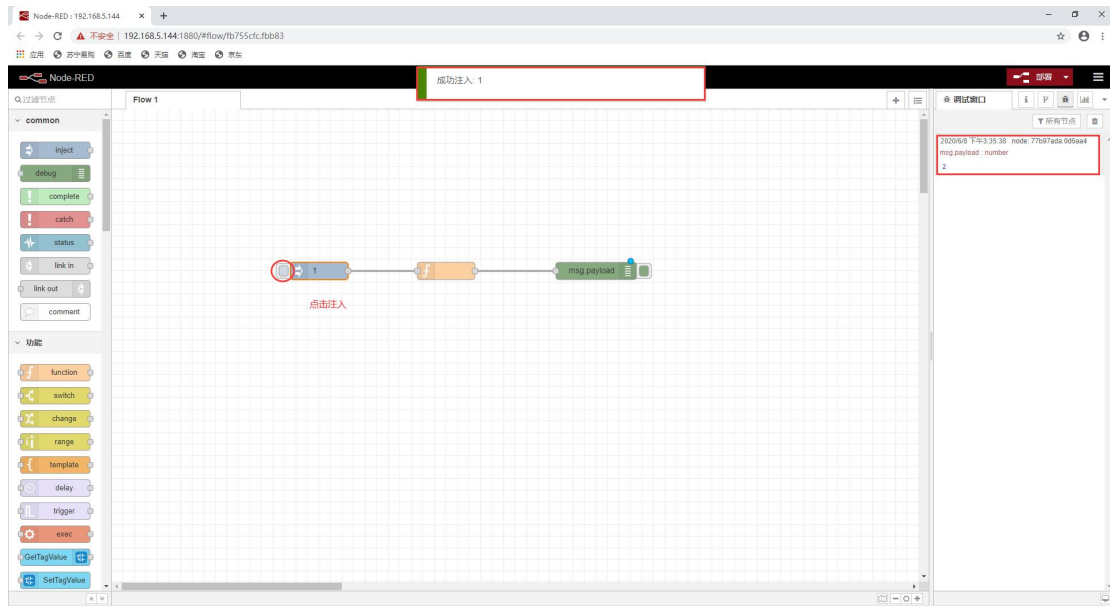 Node-RED : 192.168.5.144
不安全 | 192.168.5.144:1880/#flow/fb755cfc.fbb83
应用 苏宁易购 百度 天猫 淘宝 京东
Node-RED
成功注入: 1
部署
过滤节点
Flow 1
调试窗口
所有节点
common
inject
debug
complete
catch
status
link in
link out
comment
功能
function
switch
change
range
template
delay
trigger
exec
GetTagValue
SetTagValue
1
f
msg.payload
点击注入
2020/6/8 下午3:35:38 node: 77b97ada.0d6aa4
msg.payload : number
2